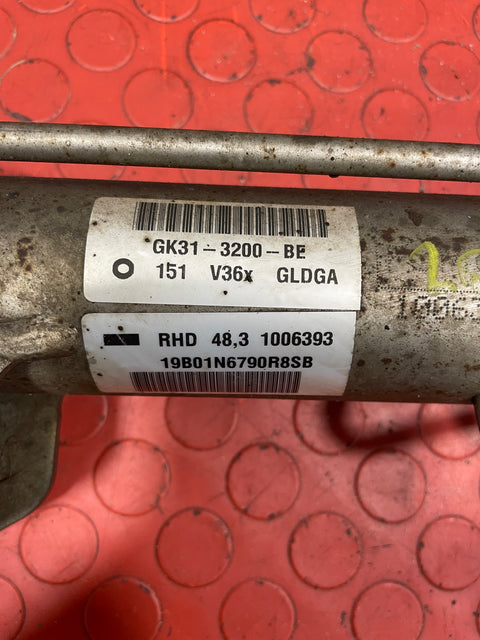 GK31-3200-BE
151 V36x GLDGA
RHD 48,3 1006393
19B01N6790R8SB